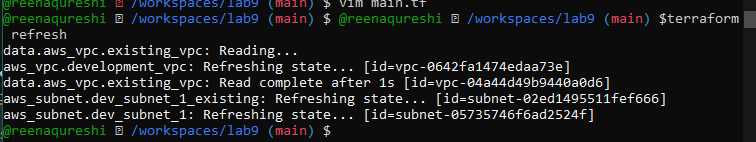 @reenaqureshi /workspaces/lab9 (main) $ vim main.tf
@reenaqureshi /workspaces/lab9 (main) $ @reenaqureshi /workspaces/lab9 (main) $terraform
refresh
data.aws_vpc.existing_vpc: Reading...
aws_vpc.development_vpc: Refreshing state... [id=vpc-0642fa1474edaa73e]
data.aws_vpc.existing_vpc: Read complete after 1s [id=vpc-04a44d49b9440a0d6]
aws_subnet.dev_subnet_1_existing: Refreshing state... [id=subnet-02ed1495511fef666]
aws_subnet.dev_subnet_1: Refreshing state... [id=subnet-05735746f6ad2524f]
@reenaqureshi /workspaces/lab9 (main) $